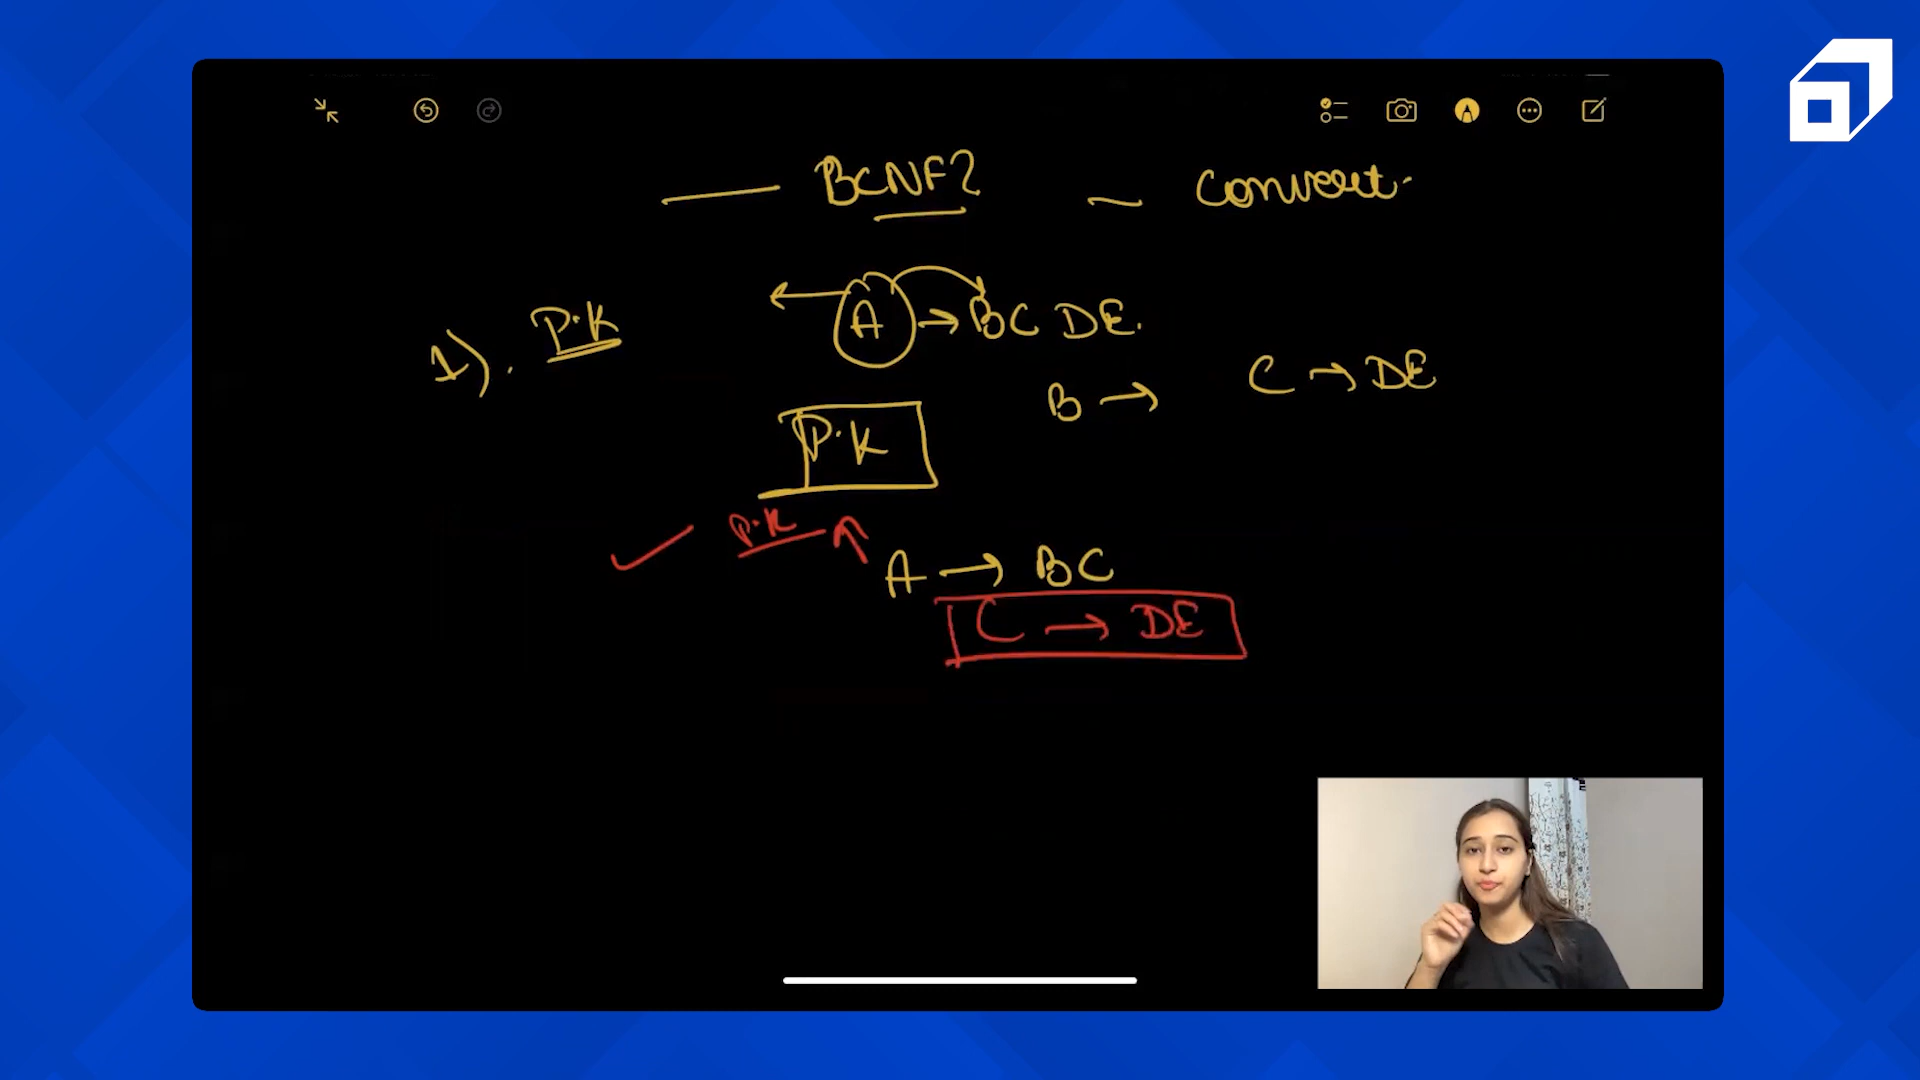 BCNF? - Convert.
1). P.K
A → BC DE.
B → C → DE
P.K
P.K
A → BC
C → DE